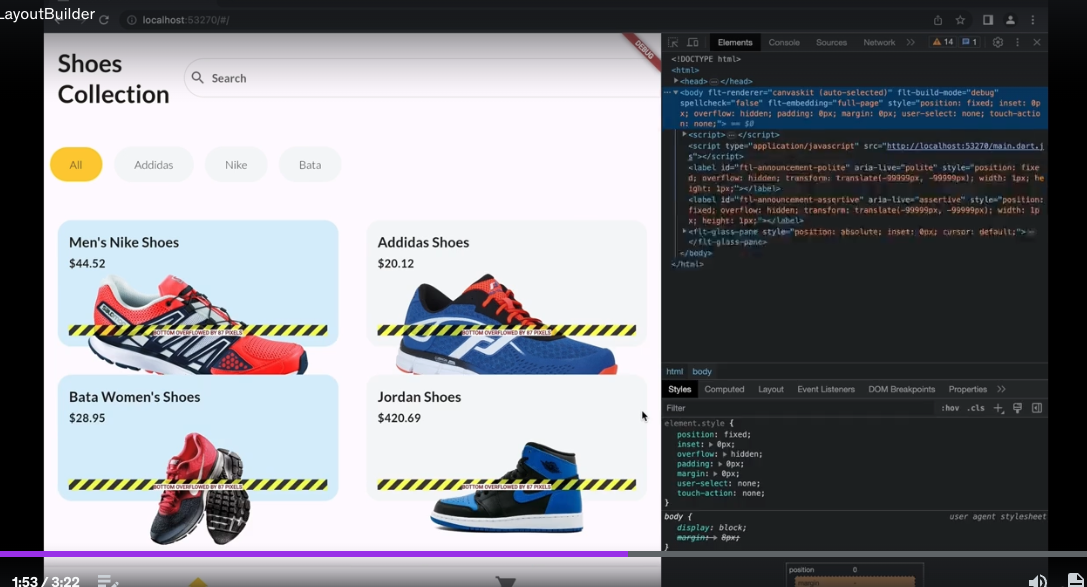 LayoutBuilder
localhost:53270/#/
Shoes
Collection
Search
DEBUG
All
Addidas
Nike
Bata
Men's Nike Shoes
$44.52
BOTTOM OVERFLOWED BY 87 PIXELS
Addidas Shoes
$20.12
BOTTOM OVERFLOWED BY 87 PIXELS
Bata Women's Shoes
$28.95
BOTTOM OVERFLOWED BY 87 PIXELS
Jordan Shoes
$420.69
BOTTOM OVERFLOWED BY 87 PIXELS
Elements Console Sources Network 14 1
<!DOCTYPE html>
<html>
<head> </head>
<body flt-renderer="canvaskit (auto-selected)" flt-build-mode="debug"
spellcheck="false" flt-embedding="full-page" style="position: fixed; inset: 0p
x; overflow: hidden; padding: 0px; margin: 0px; user-select: none; touch-actio
n: none;"> == $0
<script> </script>
<script type="application/javascript" src="http://localhost:53270/main.dart.j
s"></script>
<label id="ftl-announcement-polite" aria-live="polite" style="position: fixe
d; overflow: hidden; transform: translate(-99999px, -99999px); width: 1px; he
ight: 1px;"></label>
<label id="ftl-announcement-assertive" aria-live="assertive" style="position:
fixed; overflow: hidden; transform: translate(-99999px, -99999px); width: 1p
x; height: 1px;"></label>
<flt-glass-pane style="position: absolute; inset: 0px; cursor: default;">
</flt-glass-pane>
</body>
</html>
html body
Styles Computed Layout Event Listeners DOM Breakpoints Properties
Filter :hov .cls
element.style {
position: fixed;
inset: 0px;
overflow: hidden;
padding: 0px;
margin: 0px;
user-select: none;
touch-action: none;
}
body { user agent stylesheet
display: block;
margin: 8px;
}
position 0
margin
1:53 / 3:22